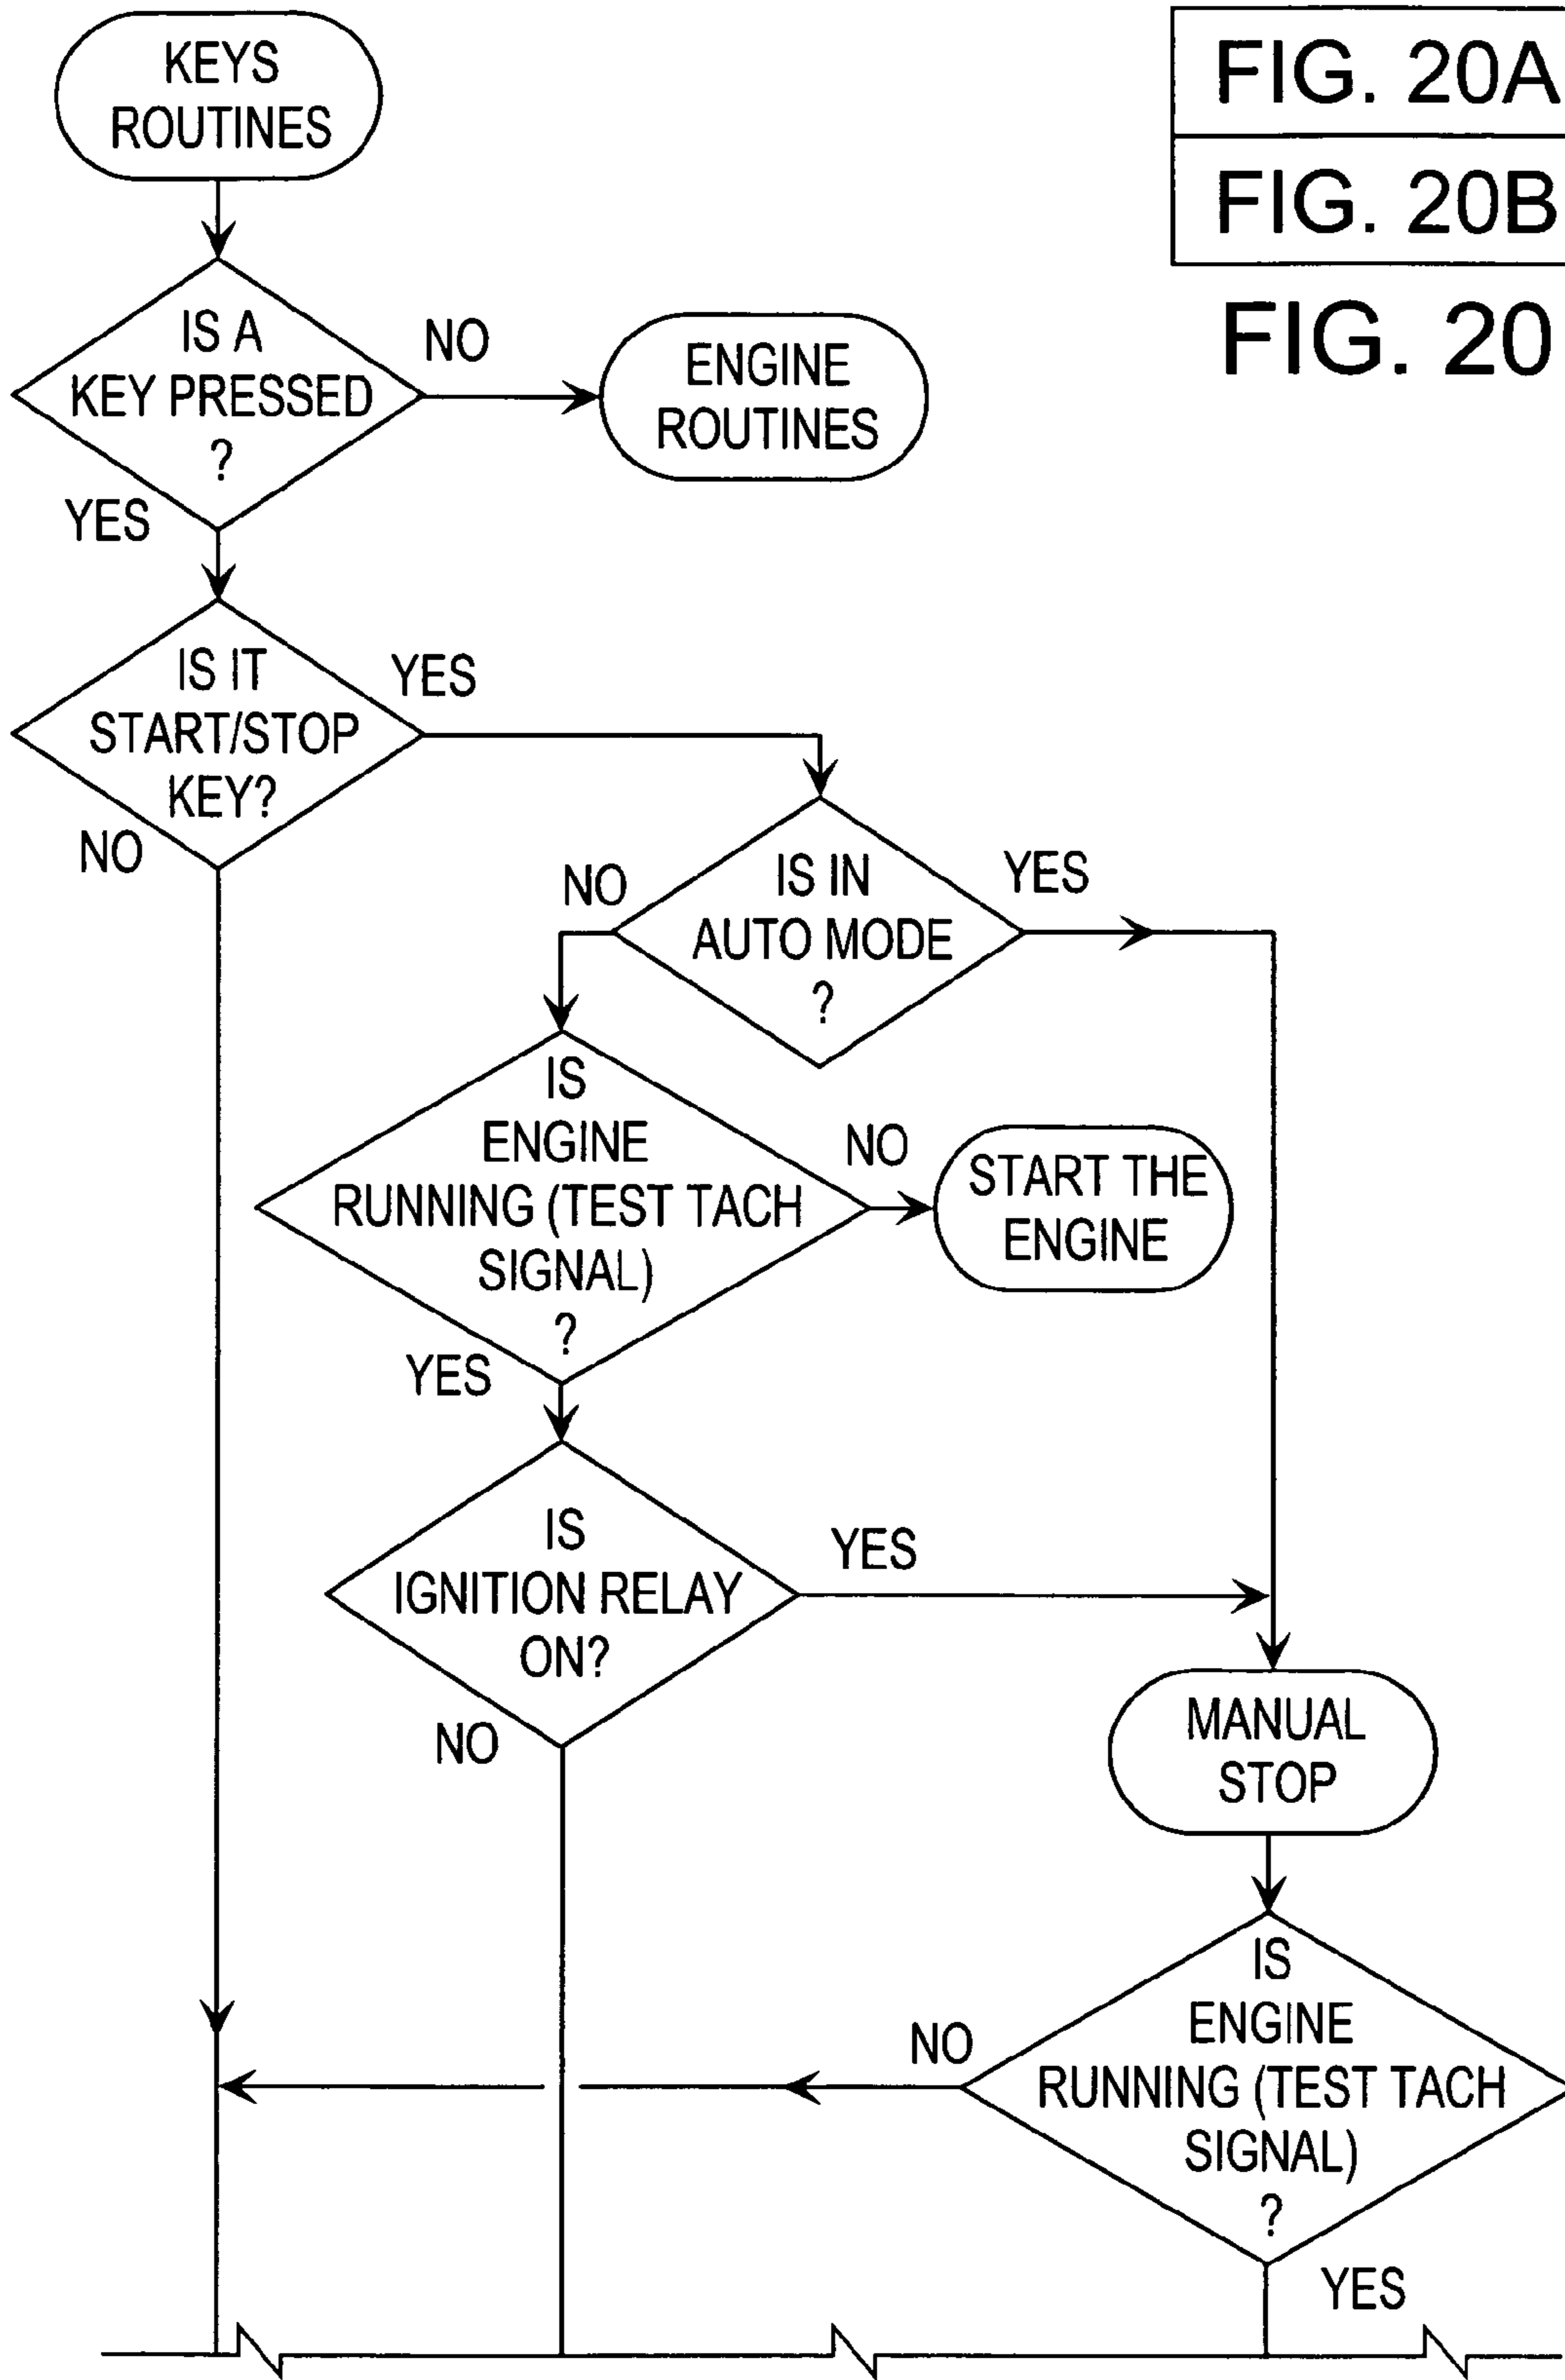 KEYS
ROUTINES
FIG. 20A
FIG. 20B
FIG. 20
IS A
KEY PRESSED
?
NO
ENGINE
ROUTINES
YES
IS IT
START/STOP
KEY?
YES
NO
IS IN
AUTO MODE
?
NO
YES
IS
ENGINE
RUNNING (TEST TACH
SIGNAL)
?
NO
START THE
ENGINE
YES
IS
IGNITION RELAY
ON?
YES
NO
MANUAL
STOP
IS
ENGINE
RUNNING (TEST TACH
SIGNAL)
?
NO
YES